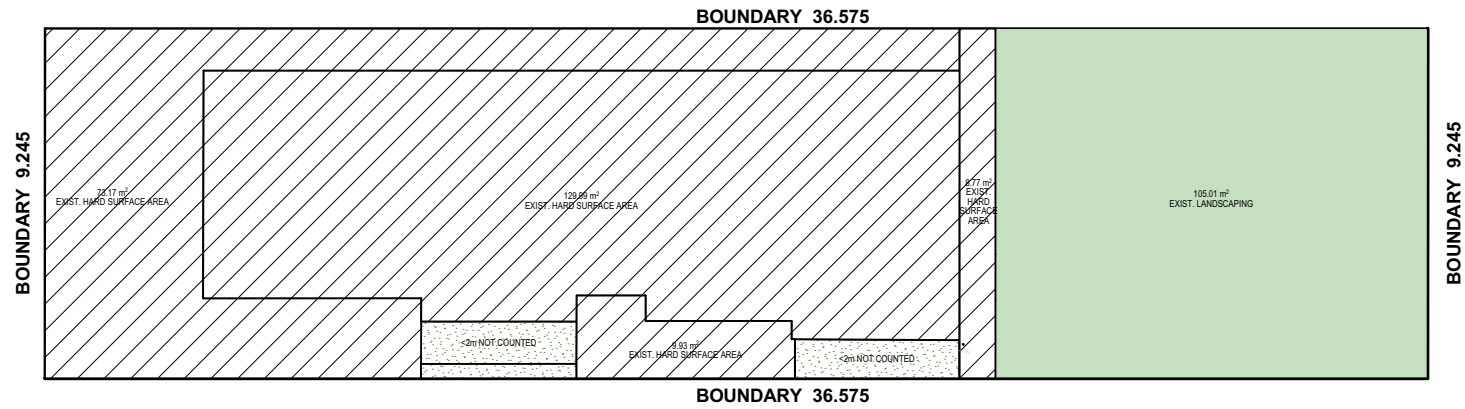 BOUNDARY 36.575
BOUNDARY 9.245
73.17 m²
EXIST. HARD SURFACE AREA
129.99 m²
EXIST. HARD SURFACE AREA
8.77 m²
EXIST.
HARD
SURFACE
AREA
105.01 m²
EXIST. LANDSCAPING
BOUNDARY 9.245
<2m NOT COUNTED
9.93 m²
EXIST. HARD SURFACE AREA
<2m NOT COUNTED
BOUNDARY 36.575